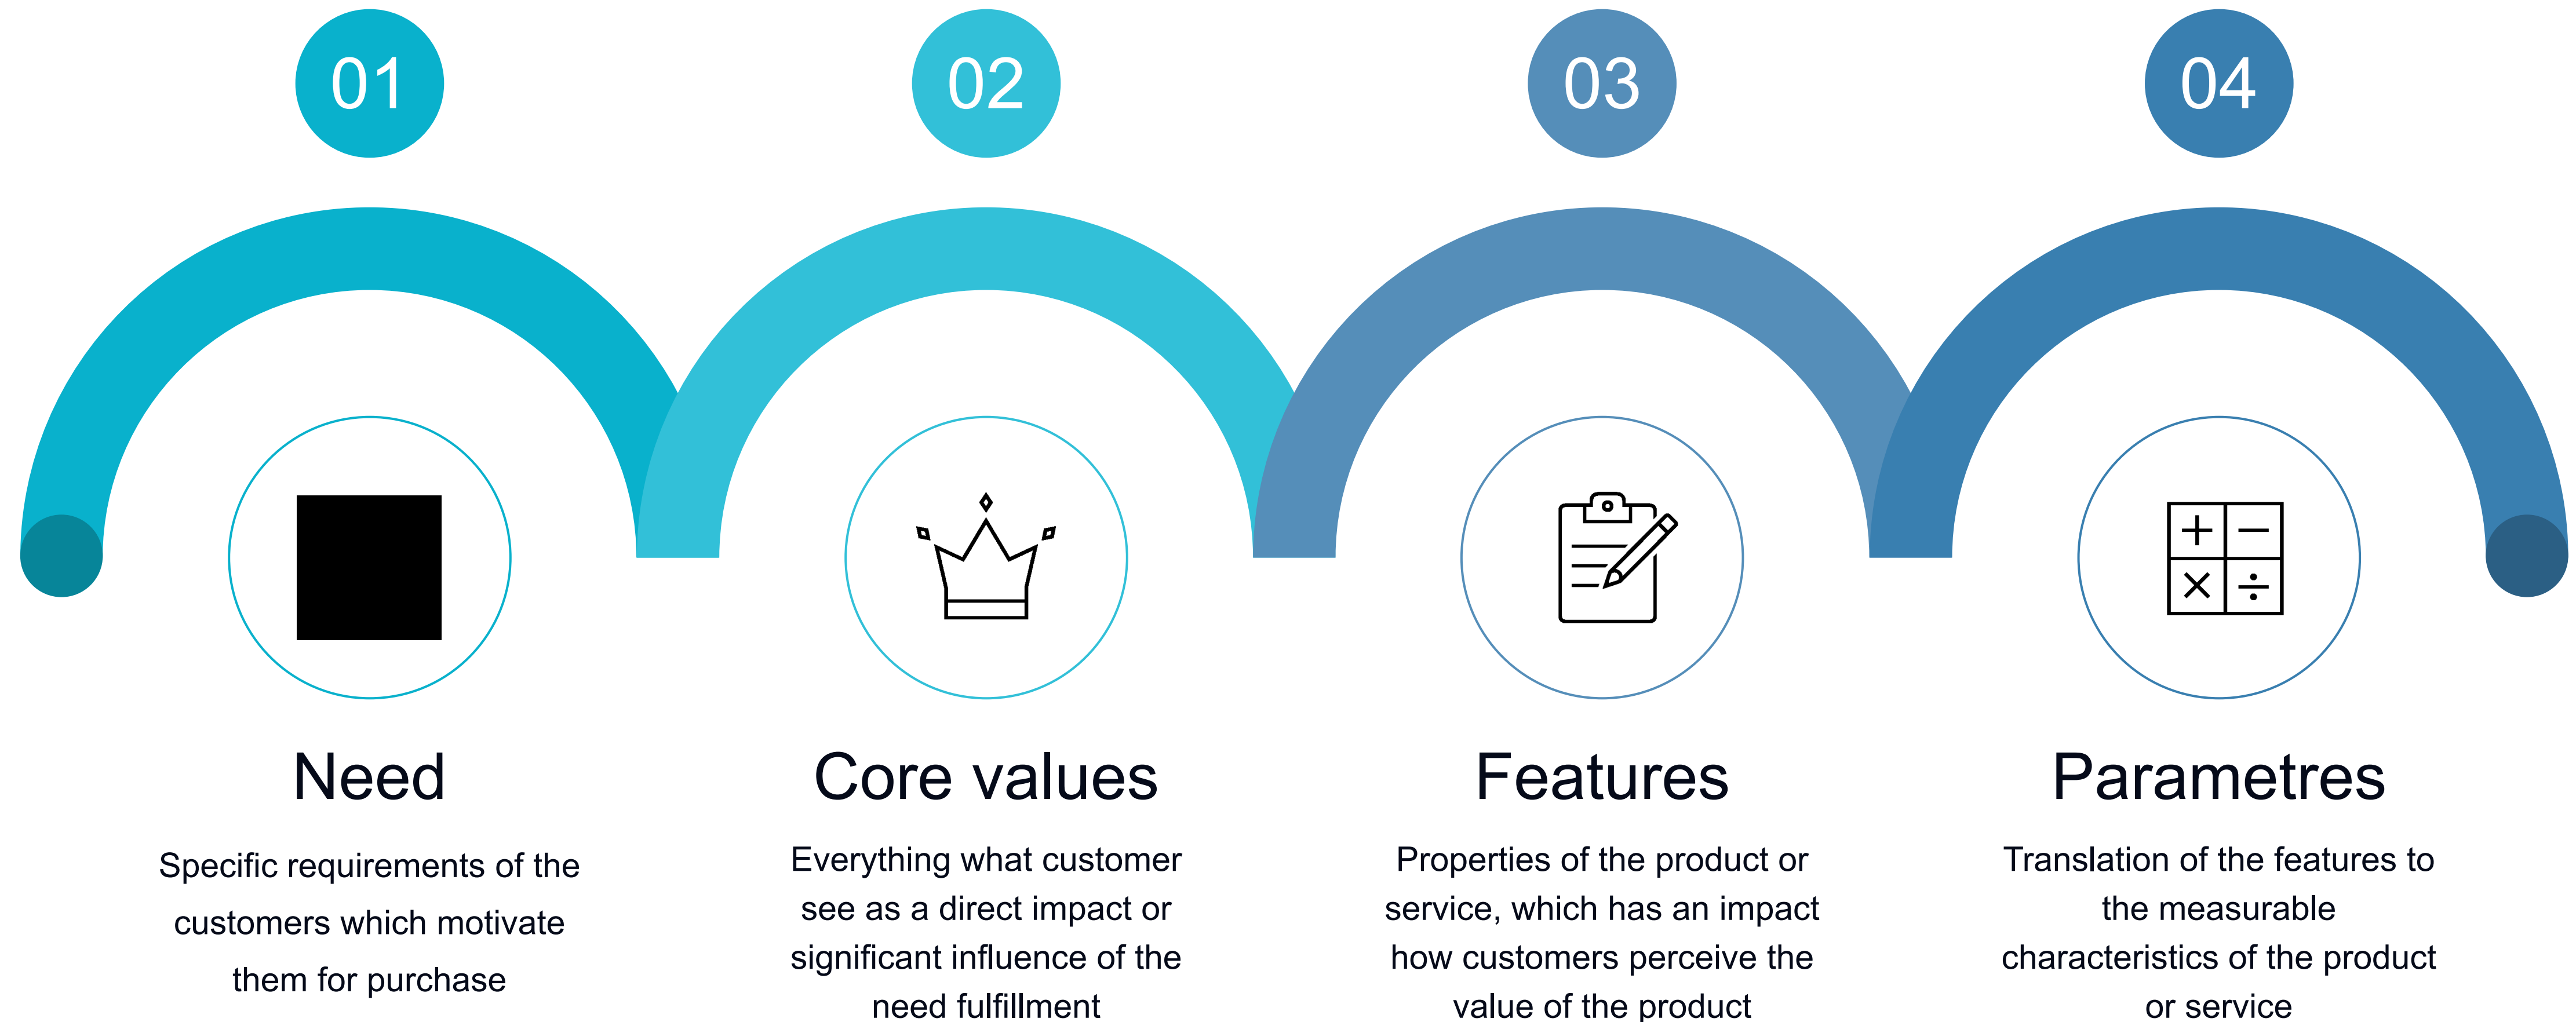 01
02
03
04
Need
Specific requirements of the
customers which motivate
them for purchase
Core values
Everything what customer
see as a direct impact or
significant influence of the
need fulfillment
Features
Properties of the product or
service, which has an impact
how customers perceive the
value of the product
Parametres
Translation of the features to
the measurable
characteristics of the product
or service